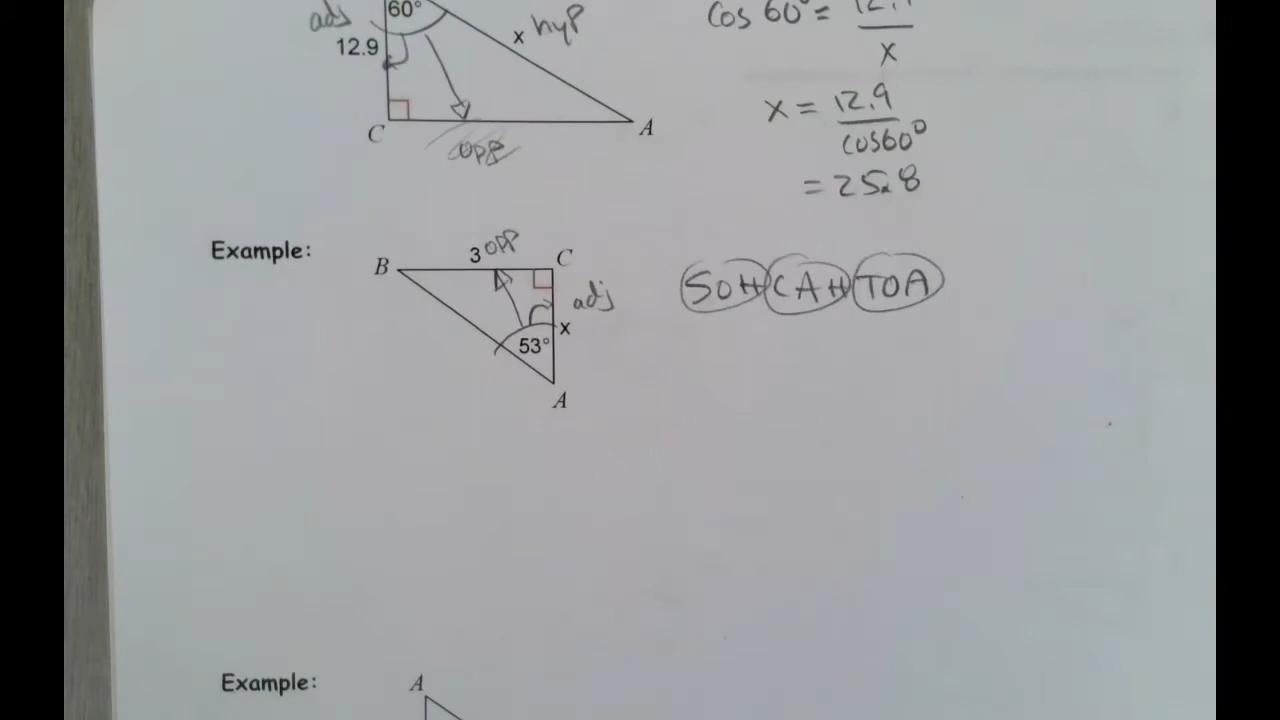 adj
60°
x hyp
12.9
C
A
opp
cos 60° =
x
x = 12.9
cos60°
= 25.8
Example:
B
3 opp
C
adj
x
53°
A
SOH CAH TOA
Example:
A